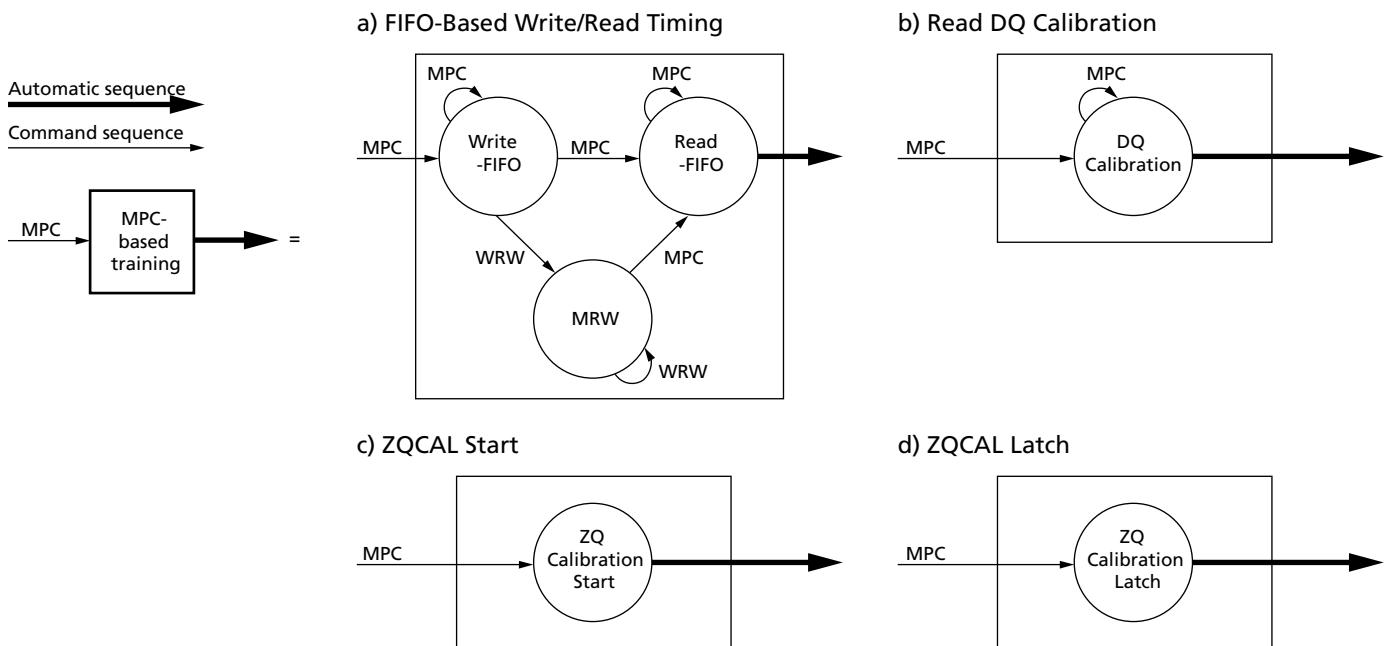 a) FIFO-Based Write/Read Timing
b) Read DQ Calibration
Automatic sequence
Command sequence
MPC
MPC-
based
training
=
MPC
MPC
Write
-FIFO
MPC
MPC
Read
-FIFO
WRW
MPC
MRW
WRW
MPC
MPC
DQ
Calibration
c) ZQCAL Start
d) ZQCAL Latch
MPC
ZQ
Calibration
Start
MPC
ZQ
Calibration
Latch